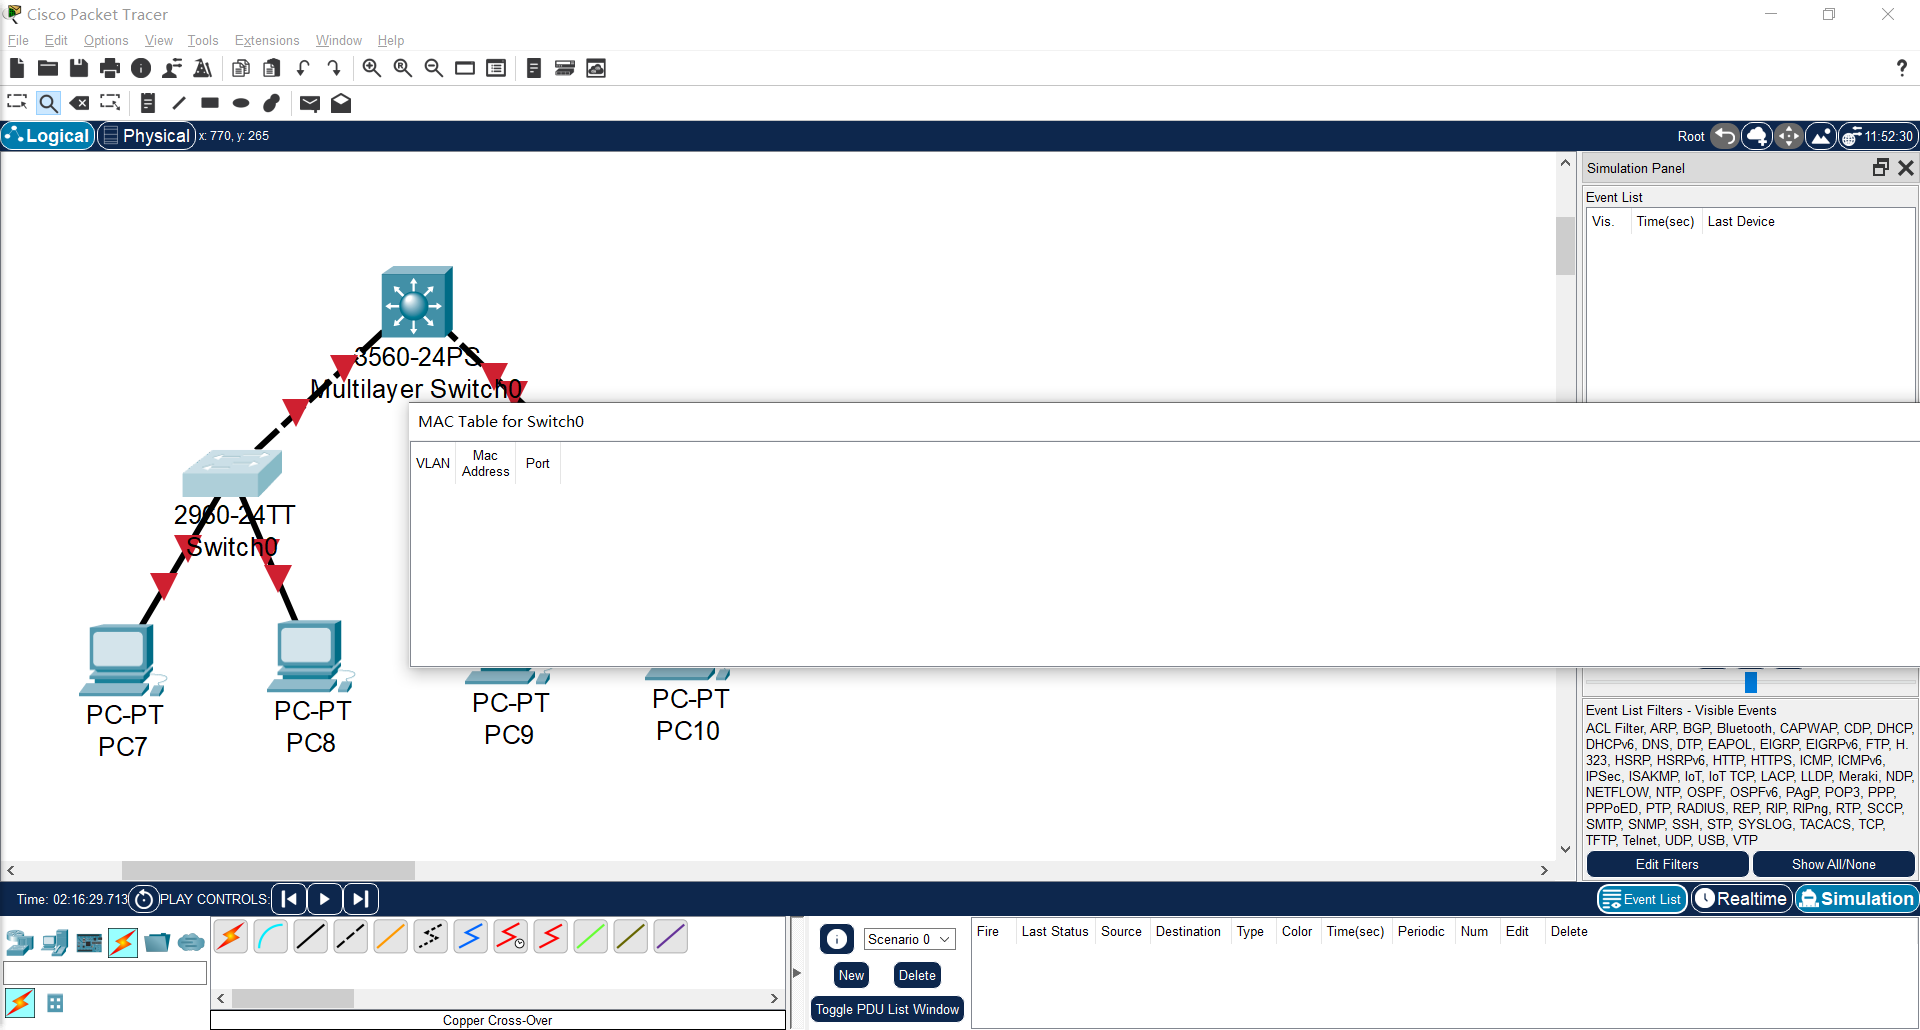 Cisco Packet Tracer
File Edit Options View Tools Extensions Window Help
?
Logical Physical x: 770, y: 265
Root 11:52:30
Simulation Panel
Event List
Vis. Time(sec) Last Device
3560-24PS
Multilayer Switch0
MAC Table for Switch0
VLAN Mac Address Port
2960-24TT
Switch0
PC-PT
PC7
PC-PT
PC8
PC-PT
PC9
PC-PT
PC10
Event List Filters - Visible Events
ACL Filter, ARP, BGP, Bluetooth, CAPWAP, CDP, DHCP,
DHCPv6, DNS, DTP, EAPOL, EIGRP, EIGRPv6, FTP, H.
323, HSRP, HSRPv6, HTTP, HTTPS, ICMP, ICMPv6,
IPSec, ISAKMP, IoT, IoT TCP, LACP, LLDP, Meraki, NDP,
NETFLOW, NTP, OSPF, OSPFv6, PAgP, POP3, PPP,
PPPoED, PTP, RADIUS, REP, RIP, RIPng, RTP, SCCP,
SMTP, SNMP, SSH, STP, SYSLOG, TACACS, TCP,
TFTP, Telnet, UDP, USB, VTP
Edit Filters Show All/None
Time: 02:16:29.713 PLAY CONTROLS:
Event List Realtime Simulation
Scenario 0
New Delete
Toggle PDU List Window
Fire Last Status Source Destination Type Color Time(sec) Periodic Num Edit Delete
Copper Cross-Over